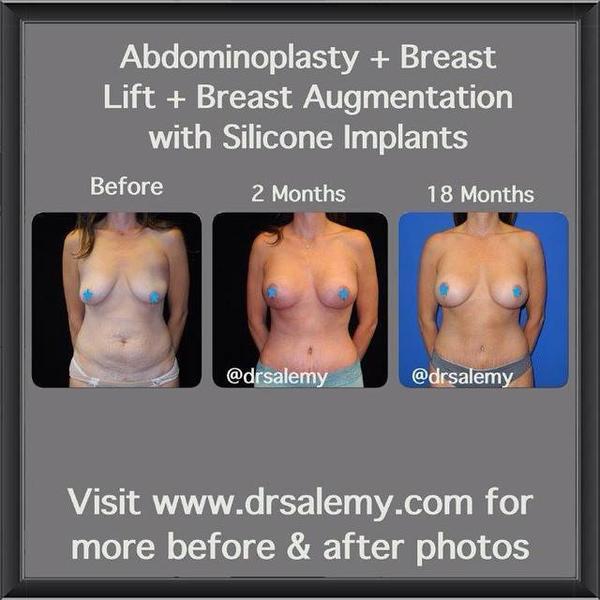 Abdominoplasty + Breast
Lift + Breast Augmentation
with Silicone Implants
Before
2 Months
18 Months
@drsalemy
@drsalemy
Visit www.drsalemy.com for
more before & after photos